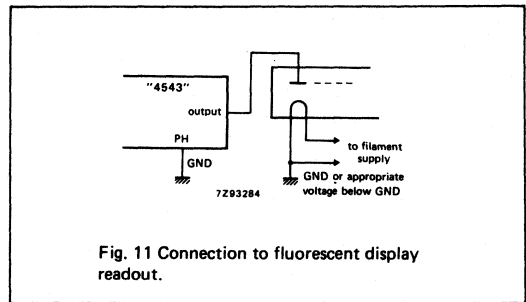 "4543"
output
PH
GND
to filament
supply
GND or appropriate
voltage below GND
7Z93284
Fig. 11 Connection to fluorescent display
readout.